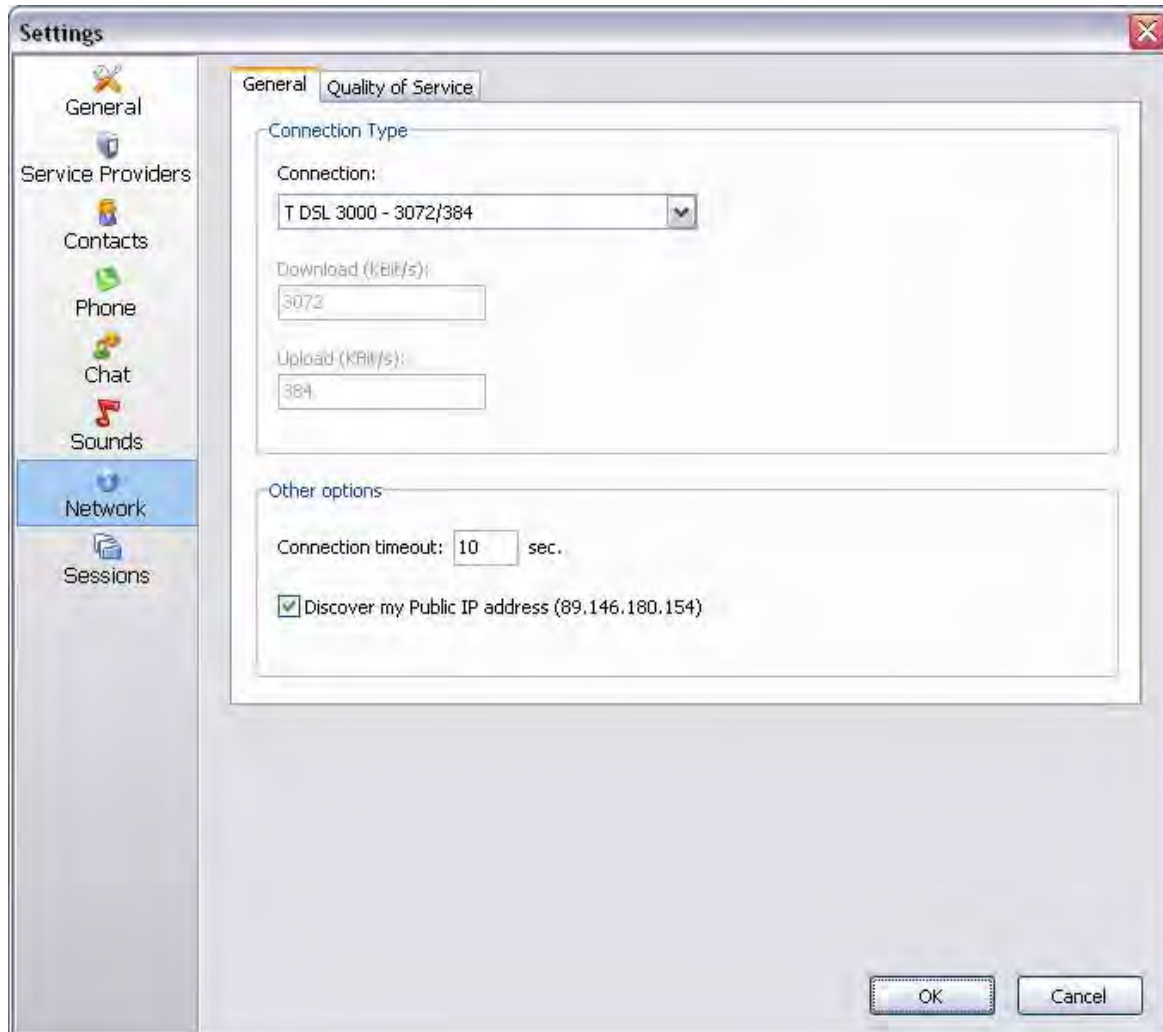 Settings
General
Service Providers
Contacts
Phone
Chat
Sounds
Network
Sessions
General
Quality of Service
Connection Type
Connection:
T DSL 3000 - 3072/384
Download (KBit/s):
3072
Upload (KBit/s):
384
Other options
Connection timeout: 10 sec.
Discover my Public IP address (89.146.180.154)
OK
Cancel